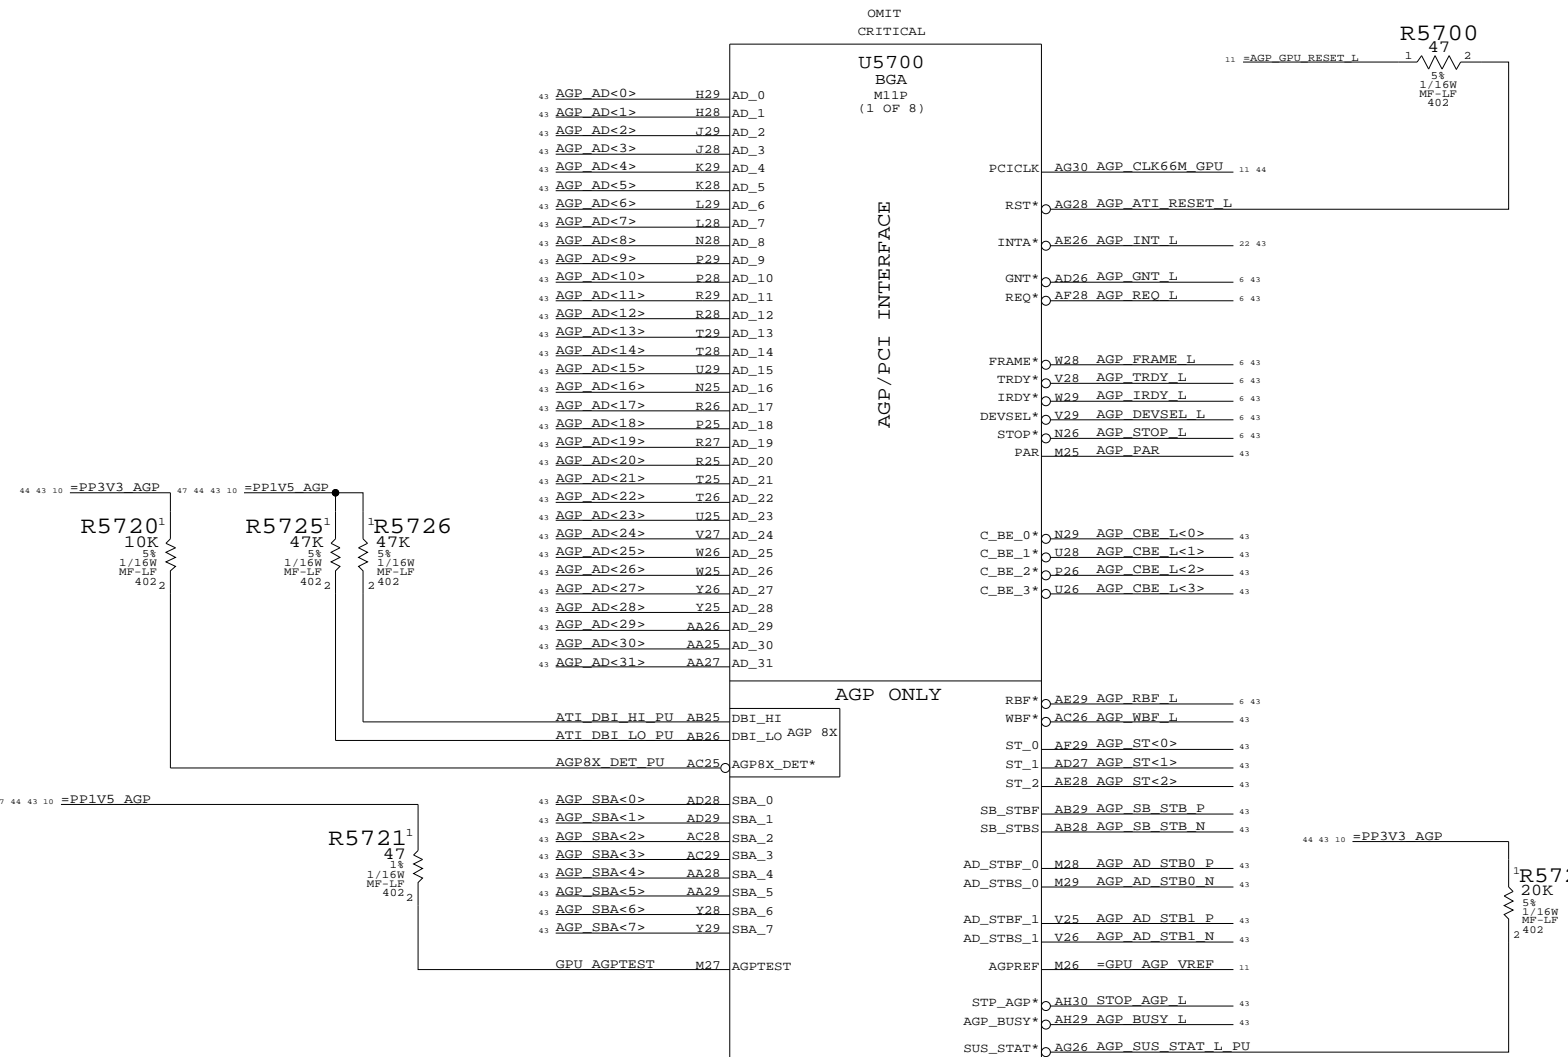 OMIT
CRITICAL
U5700
BGA
M11P
(1 OF 8)
AGP/PCI INTERFACE
43 AGP_AD<0> H29 AD_0
43 AGP_AD<1> H28 AD_1
43 AGP_AD<2> J29 AD_2
43 AGP_AD<3> J28 AD_3
43 AGP_AD<4> K29 AD_4
43 AGP_AD<5> K28 AD_5
43 AGP_AD<6> L29 AD_6
43 AGP_AD<7> L28 AD_7
43 AGP_AD<8> N28 AD_8
43 AGP_AD<9> P29 AD_9
43 AGP_AD<10> P28 AD_10
43 AGP_AD<11> R29 AD_11
43 AGP_AD<12> R28 AD_12
43 AGP_AD<13> T29 AD_13
43 AGP_AD<14> T28 AD_14
43 AGP_AD<15> U29 AD_15
43 AGP_AD<16> N25 AD_16
43 AGP_AD<17> R26 AD_17
43 AGP_AD<18> P25 AD_18
43 AGP_AD<19> R27 AD_19
43 AGP_AD<20> R25 AD_20
43 AGP_AD<21> T25 AD_21
43 AGP_AD<22> T26 AD_22
43 AGP_AD<23> U25 AD_23
43 AGP_AD<24> V27 AD_24
43 AGP_AD<25> W26 AD_25
43 AGP_AD<26> W25 AD_26
43 AGP_AD<27> Y26 AD_27
43 AGP_AD<28> Y25 AD_28
43 AGP_AD<29> AA26 AD_29
43 AGP_AD<30> AA25 AD_30
43 AGP_AD<31> AA27 AD_31
R5700
47
1 2
5%
1/16W
MF-LF
402
11 =AGP_GPU_RESET_L
PCICLK AG30 AGP_CLK66M_GPU 11 44
RST* AG28 AGP_ATI_RESET_L
INTA* AE26 AGP_INT_L 22 43
GNT* AD26 AGP_GNT_L 6 43
REQ* AF28 AGP_REQ_L 6 43
FRAME* W28 AGP_FRAME_L 6 43
TRDY* V28 AGP_TRDY_L 6 43
IRDY* W29 AGP_IRDY_L 6 43
DEVSEL* V29 AGP_DEVSEL_L 6 43
STOP* N26 AGP_STOP_L 6 43
PAR M25 AGP_PAR 43
C_BE_0* N29 AGP_CBE_L<0> 43
C_BE_1* U28 AGP_CBE_L<1> 43
C_BE_2* P26 AGP_CBE_L<2> 43
C_BE_3* U26 AGP_CBE_L<3> 43
44 43 10 =PP3V3_AGP
47 44 43 10 =PP1V5_AGP
R5720 1
10K
5%
1/16W
MF-LF
402 2
R5725 1
47K
5%
1/16W
MF-LF
402 2
1 R5726
47K
5%
1/16W
MF-LF
2 402
AGP ONLY
ATI_DBI_HI_PU AB25 DBI_HI
ATI_DBI_LO_PU AB26 DBI_LO
AGP 8X
AGP8X_DET_PU AC25 AGP8X_DET*
7 44 43 10 =PP1V5_AGP
R5721 1
47
1%
1/16W
MF-LF
402 2
43 AGP_SBA<0> AD28 SBA_0
43 AGP_SBA<1> AD29 SBA_1
43 AGP_SBA<2> AC28 SBA_2
43 AGP_SBA<3> AC29 SBA_3
43 AGP_SBA<4> AA28 SBA_4
43 AGP_SBA<5> AA29 SBA_5
43 AGP_SBA<6> Y28 SBA_6
43 AGP_SBA<7> Y29 SBA_7
GPU_AGPTEST M27 AGPTEST
RBF* AE29 AGP_RBF_L 6 43
WBF* AC26 AGP_WBF_L 43
ST_0 AF29 AGP_ST<0> 43
ST_1 AD27 AGP_ST<1> 43
ST_2 AE28 AGP_ST<2> 43
SB_STBF AB29 AGP_SB_STB_P 43
SB_STBS AB28 AGP_SB_STB_N 43
AD_STBF_0 M28 AGP_AD_STB0_P 43
AD_STBS_0 M29 AGP_AD_STB0_N 43
AD_STBF_1 V25 AGP_AD_STB1_P 43
AD_STBS_1 V26 AGP_AD_STB1_N 43
AGPREF M26 =GPU_AGP_VREF 11
STP_AGP* AH30 STOP_AGP_L 43
AGP_BUSY* AH29 AGP_BUSY_L 43
SUS_STAT* AG26 AGP_SUS_STAT_L_PU
44 43 10 =PP3V3_AGP
1
20K
5%
1/16W
MF-LF
2 402